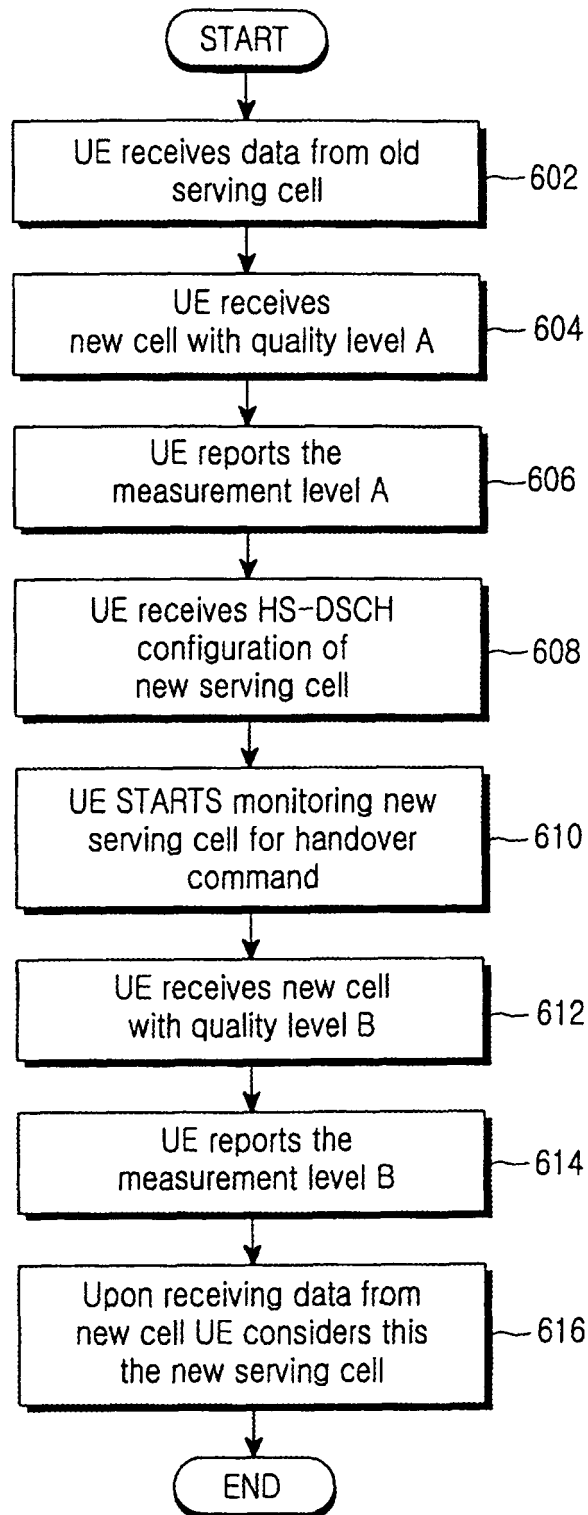 START
UE receives data from old
serving cell
602
UE receives
new cell with quality level A
604
UE reports the
measurement level A
606
UE receives HS-DSCH
configuration of
new serving cell
608
UE STARTS monitoring new
serving cell for handover
command
610
UE receives new cell
with quality level B
612
UE reports the
measurement level B
614
Upon receiving data from
new cell UE considers this
the new serving cell
616
END